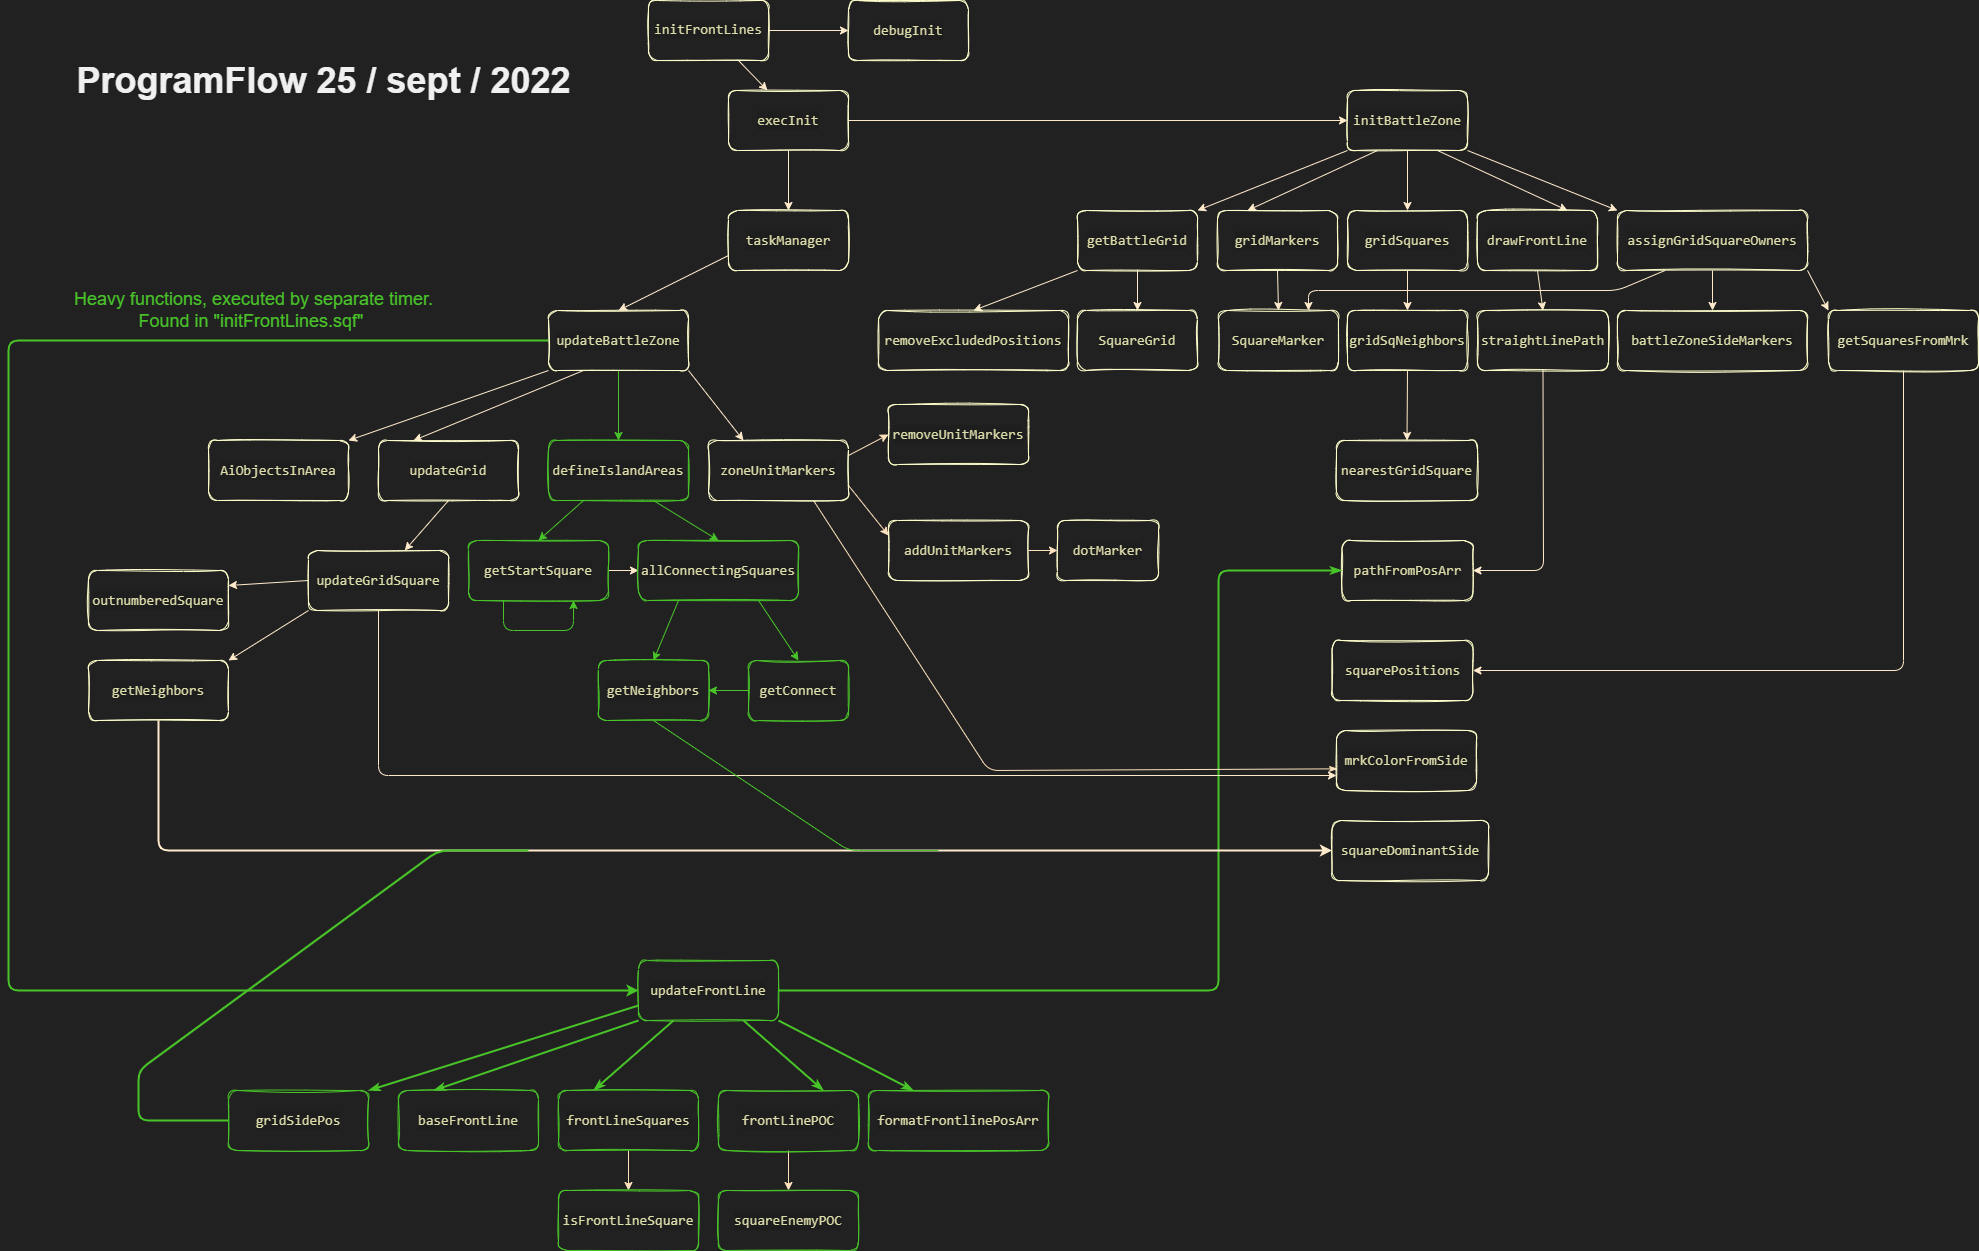 initFrontLines
debugInit
ProgramFlow 25 / sept / 2022
execInit
initBattleZone
taskManager
getBattleGrid
gridMarkers
gridSquares
drawFrontLine
assignGridSquareOwners
Heavy functions, executed by separate timer.
Found in "initFrontLines.sqf"
updateBattleZone
removeExcludedPositions
SquareGrid
SquareMarker
gridSqNeighbors
straightLinePath
battleZoneSideMarkers
getSquaresFromMrk
removeUnitMarkers
AiObjectsInArea
updateGrid
defineIslandAreas
zoneUnitMarkers
nearestGridSquare
addUnitMarkers
dotMarker
updateGridSquare
getStartSquare
allConnectingSquares
pathFromPosArr
outnumberedSquare
squarePositions
getNeighbors
getNeighbors
getConnect
mrkColorFromSide
squareDominantSide
updateFrontLine
gridSidePos
baseFrontLine
frontLineSquares
frontLinePOC
formatFrontlinePosArr
isFrontLineSquare
squareEnemyPOC